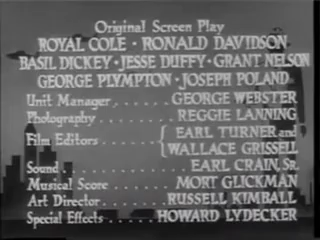 Original Screen Play
ROYAL COLE · RONALD DAVIDSON
BASIL DICKEY · JESSE DUFFY · GRANT NELSON
GEORGE PLYMPTON · JOSEPH POLAND
Unit Manager, . . . . . . GEORGE WEBSTER
Photography . . . . . . . . REGGIE LANNING
Film Editors . . . . . . . { EARL TURNER and
WALLACE GRISSELL
Sound . . . . . . . . . . . . EARL CRAIN, SR.
Musical Score . . . . . MORT GLICKMAN
Art Director . . . . . . RUSSELL KIMBALL
Special Effects . . . . HOWARD LYDECKER